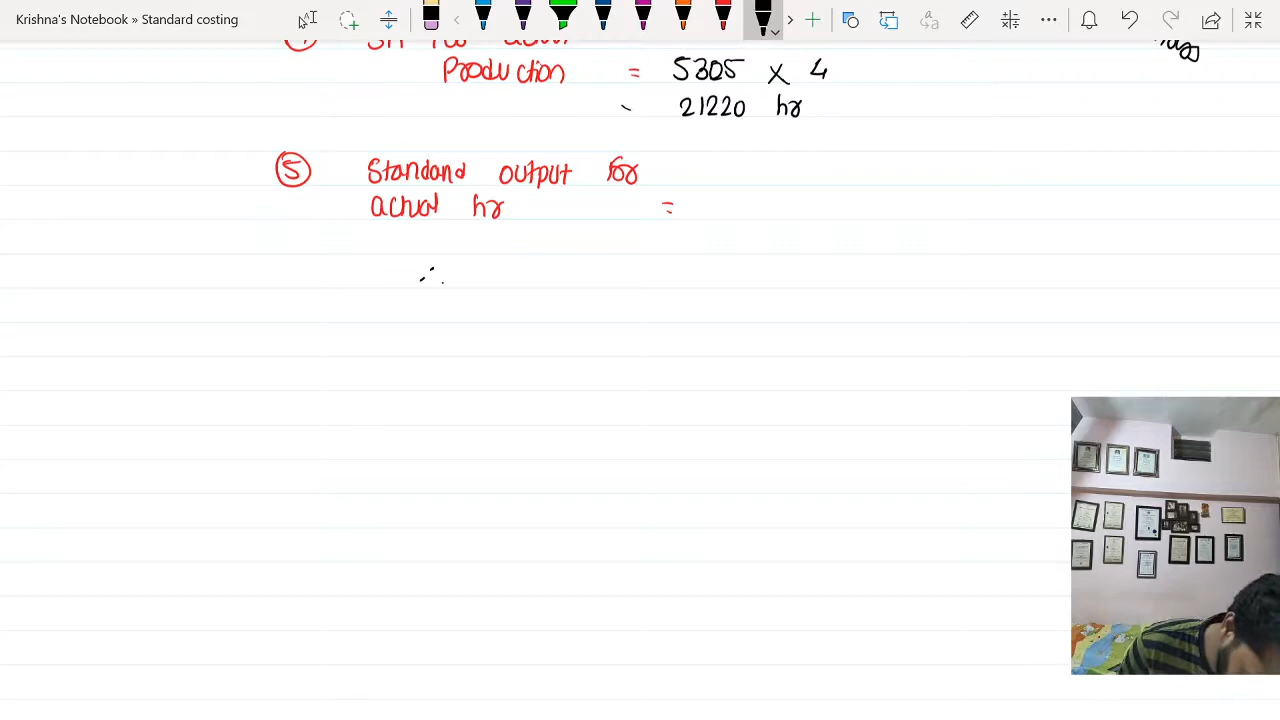 Krishna's Notebook » Standard costing
Production = 5305 x 4
= 21220 hr
⑤ Standard output for
actual hr =
∴